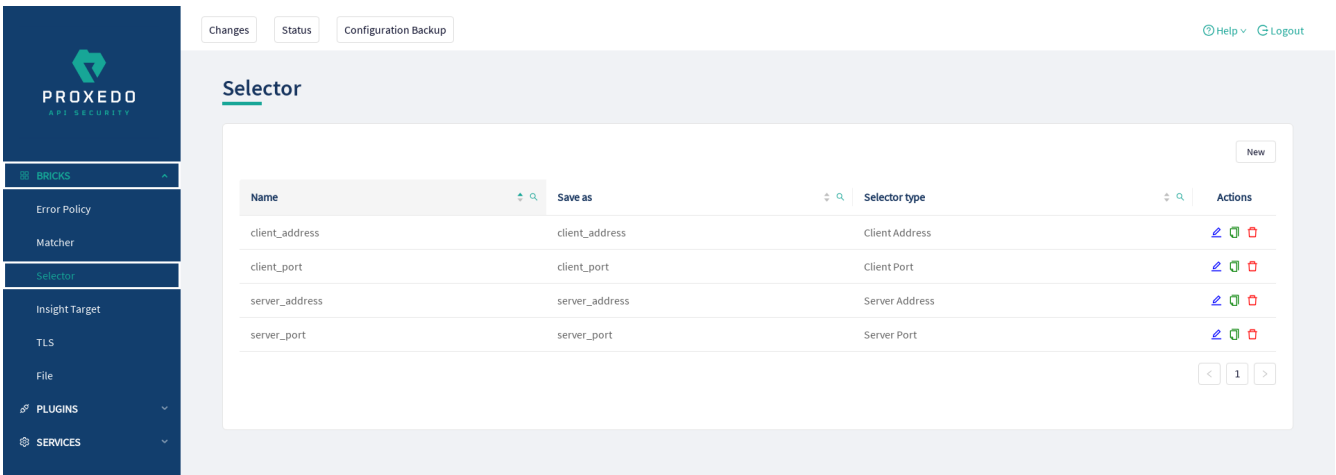 Changes Status Configuration Backup Help Logout
PROXEDO
API SECURITY
BRICKS
Error Policy
Matcher
Selector
Insight Target
TLS
File
PLUGINS
SERVICES
Selector
New
Name Save as Selector type Actions
client_address client_address Client Address
client_port client_port Client Port
server_address server_address Server Address
server_port server_port Server Port
< 1 >